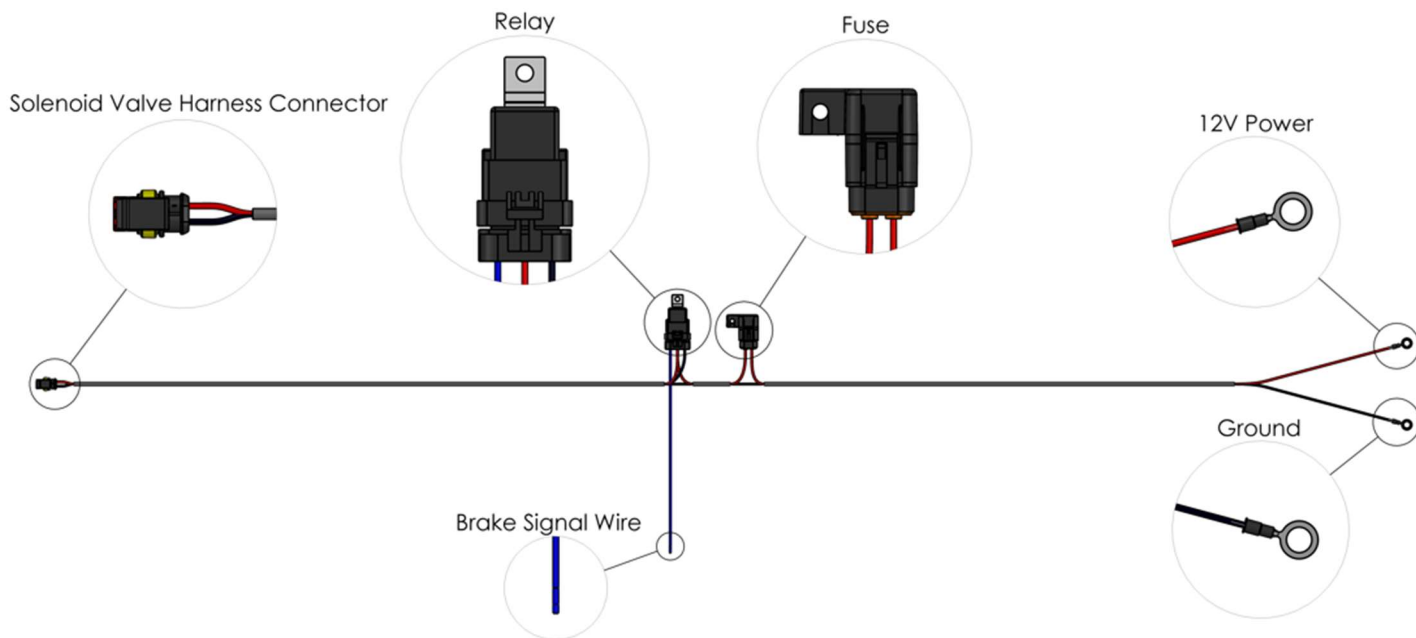 Relay
Fuse
Solenoid Valve Harness Connector
12V Power
Ground
Brake Signal Wire